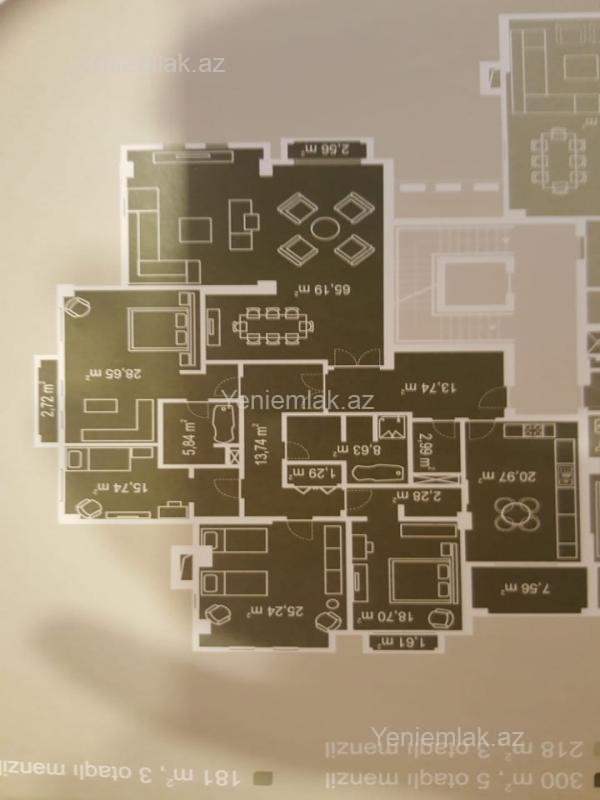 Yeniemlak.az
2,56 m²
65,19 m²
28,65 m²
2,72 m²
13,74 m²
Yeniemlak.az
5,84 m²
13,74 m²
8,63 m²
2,99 m²
1,29 m²
20,97 m²
15,74 m²
2,28 m²
25,24 m²
18,70 m²
7,56 m²
1,61 m²
Yeniemlak.az
300 m², 5 otaqlı mənzil
218 m², 3 otaqlı mənzil
181 m², 3 otaqlı mənzil